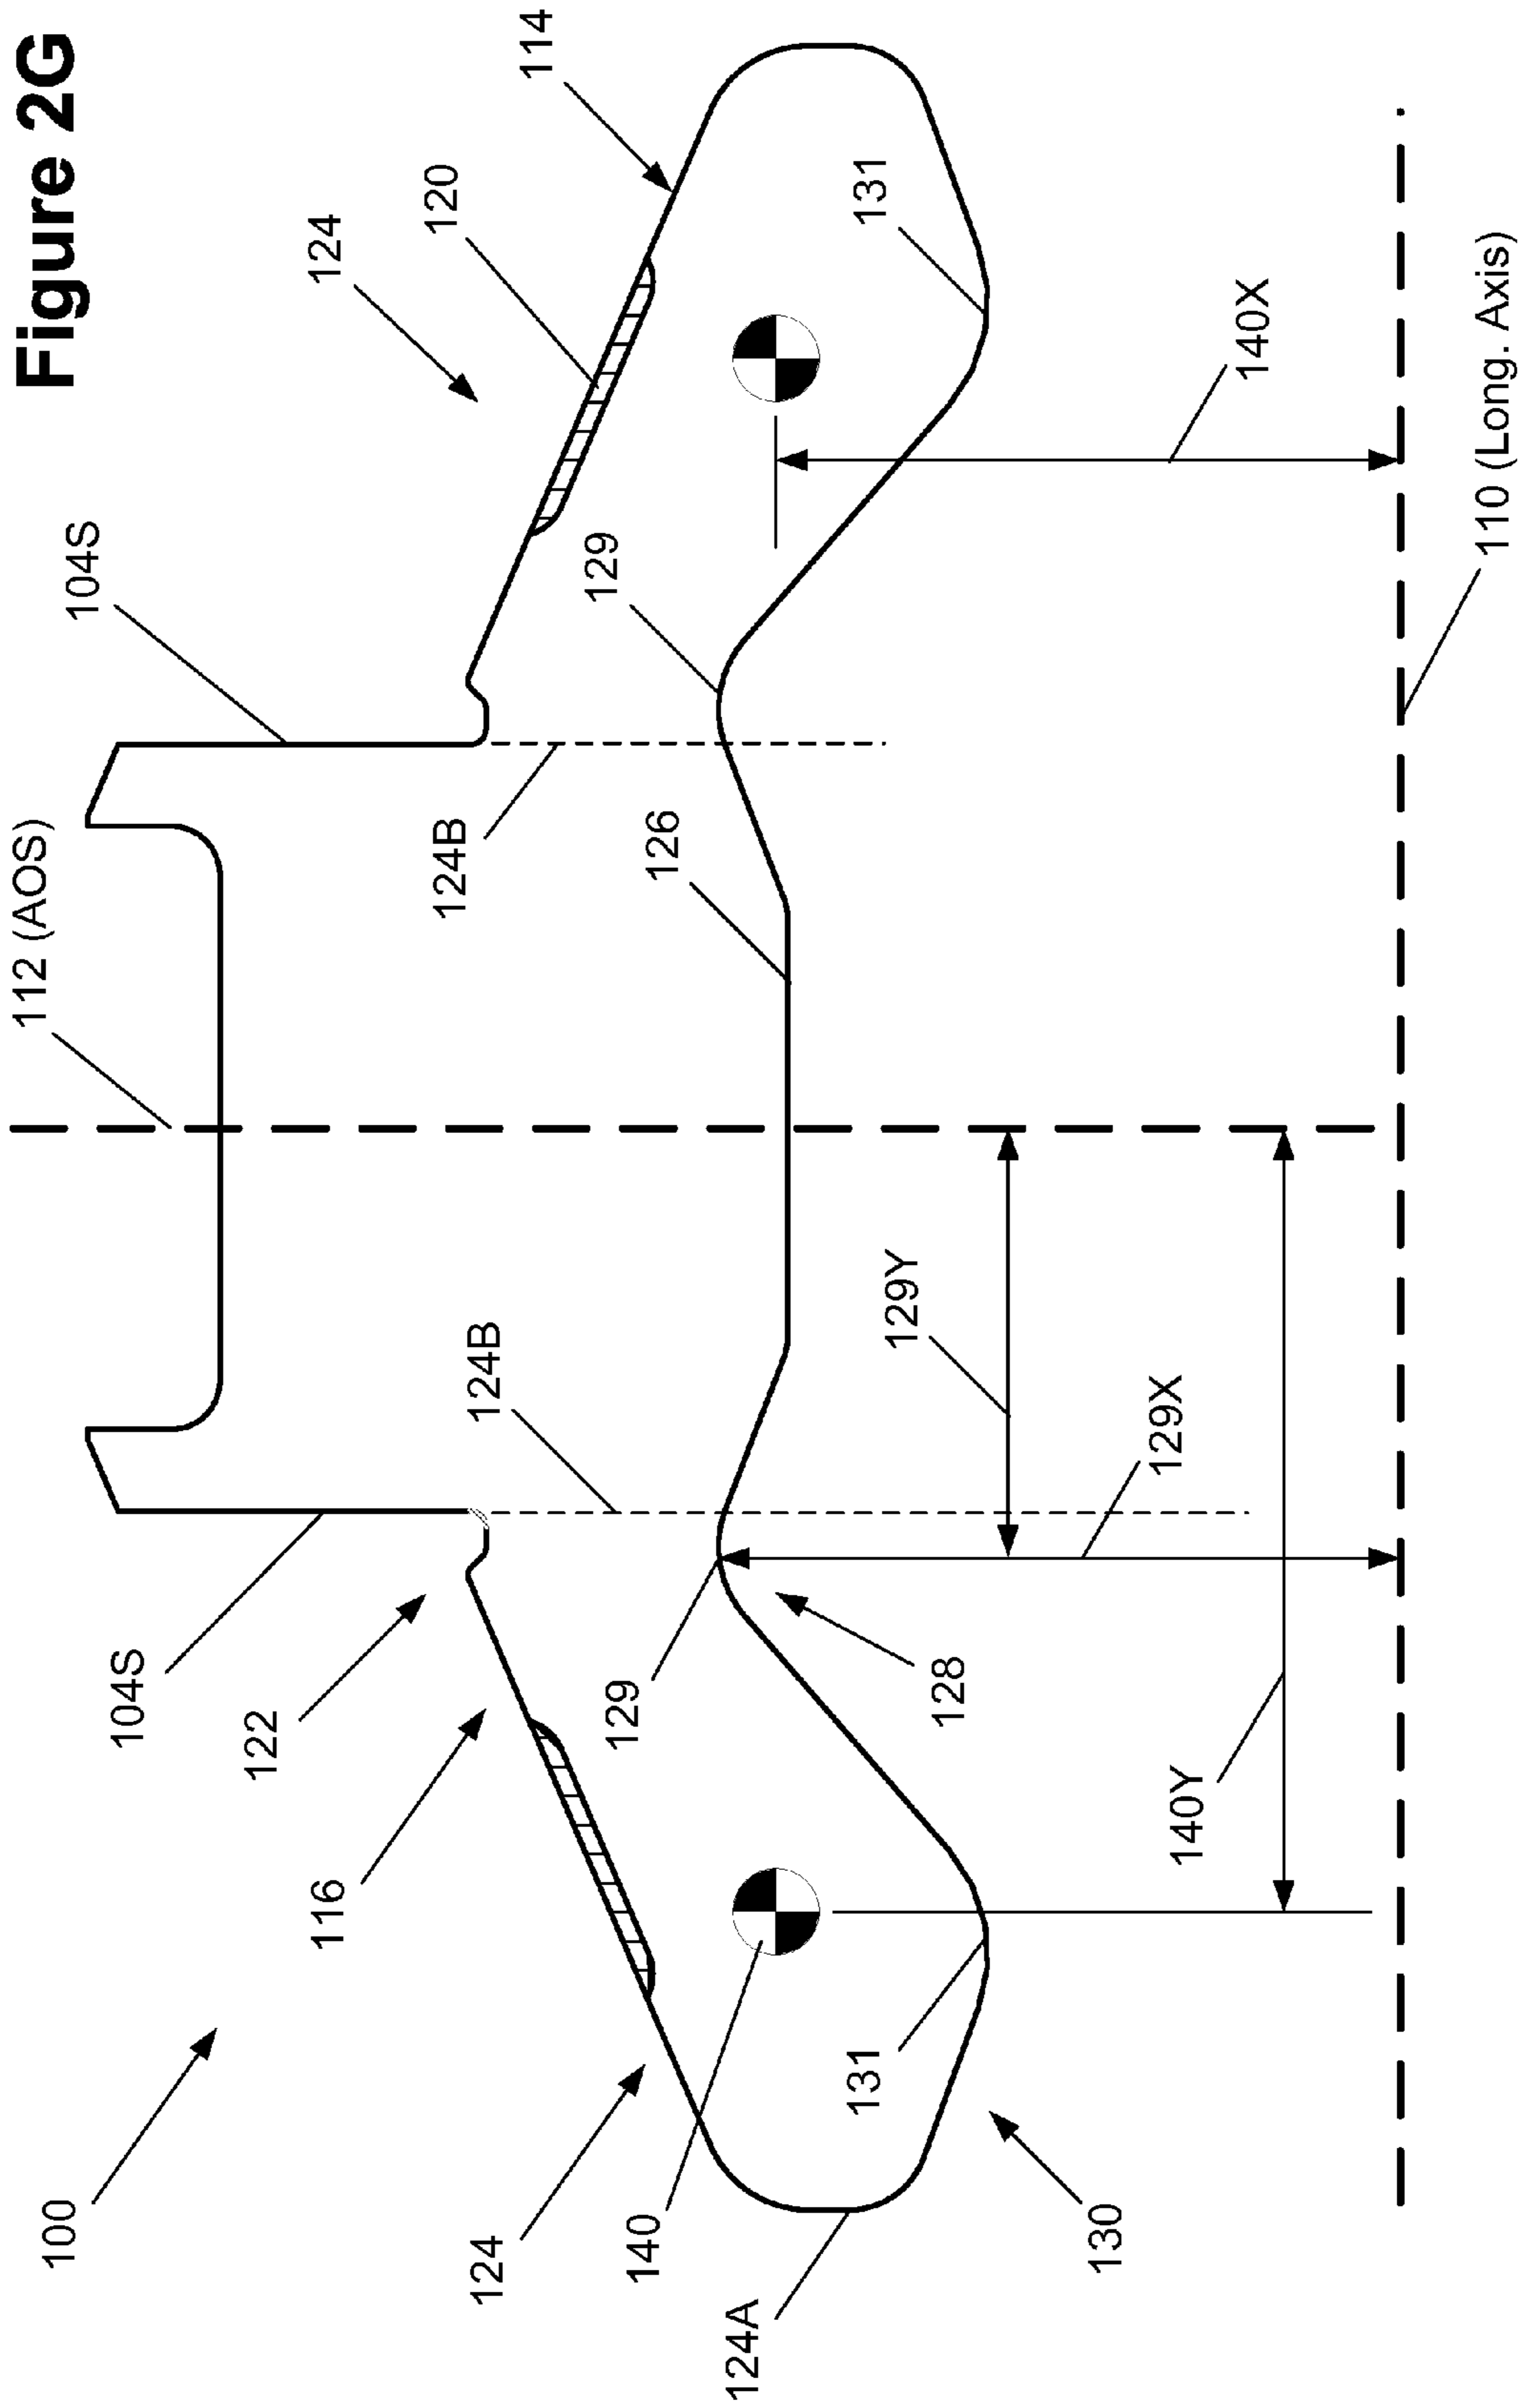 Figure 2G
100
104S
112 (AOS)
104S
114
122
116
124
124
120
124B
124B
140
129
126
129
124A
131
128
129Y
131
130
140Y
129X
140X
110 (Long. Axis)